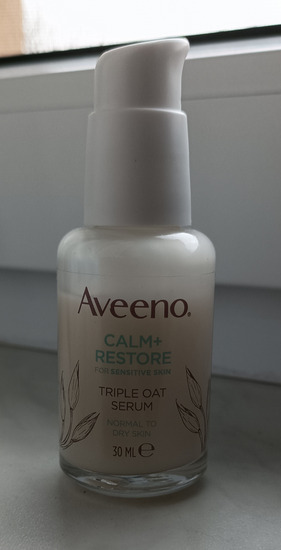 Aveeno®
CALM+
RESTORE
FOR SENSITIVE SKIN
TRIPLE OAT
SERUM
NORMAL TO
DRY SKIN
30 ML ℮